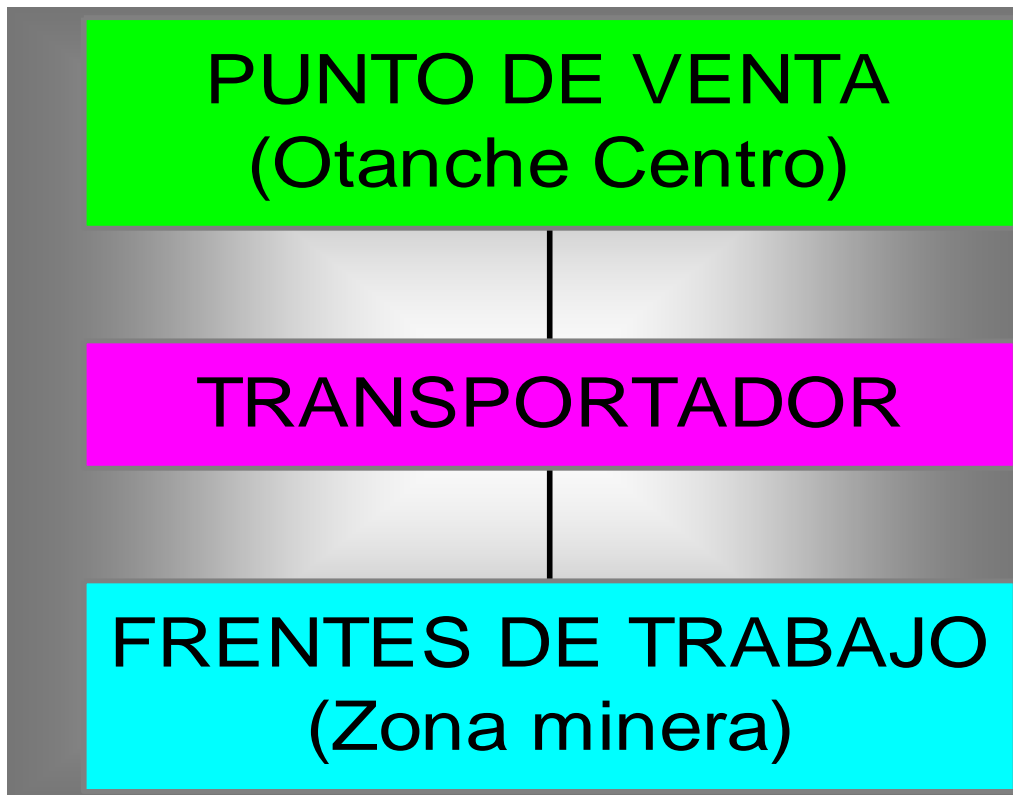 PUNTO DE VENTA
(Otanche Centro)
TRANSPORTADOR
FRENTES DE TRABAJO
(Zona minera)